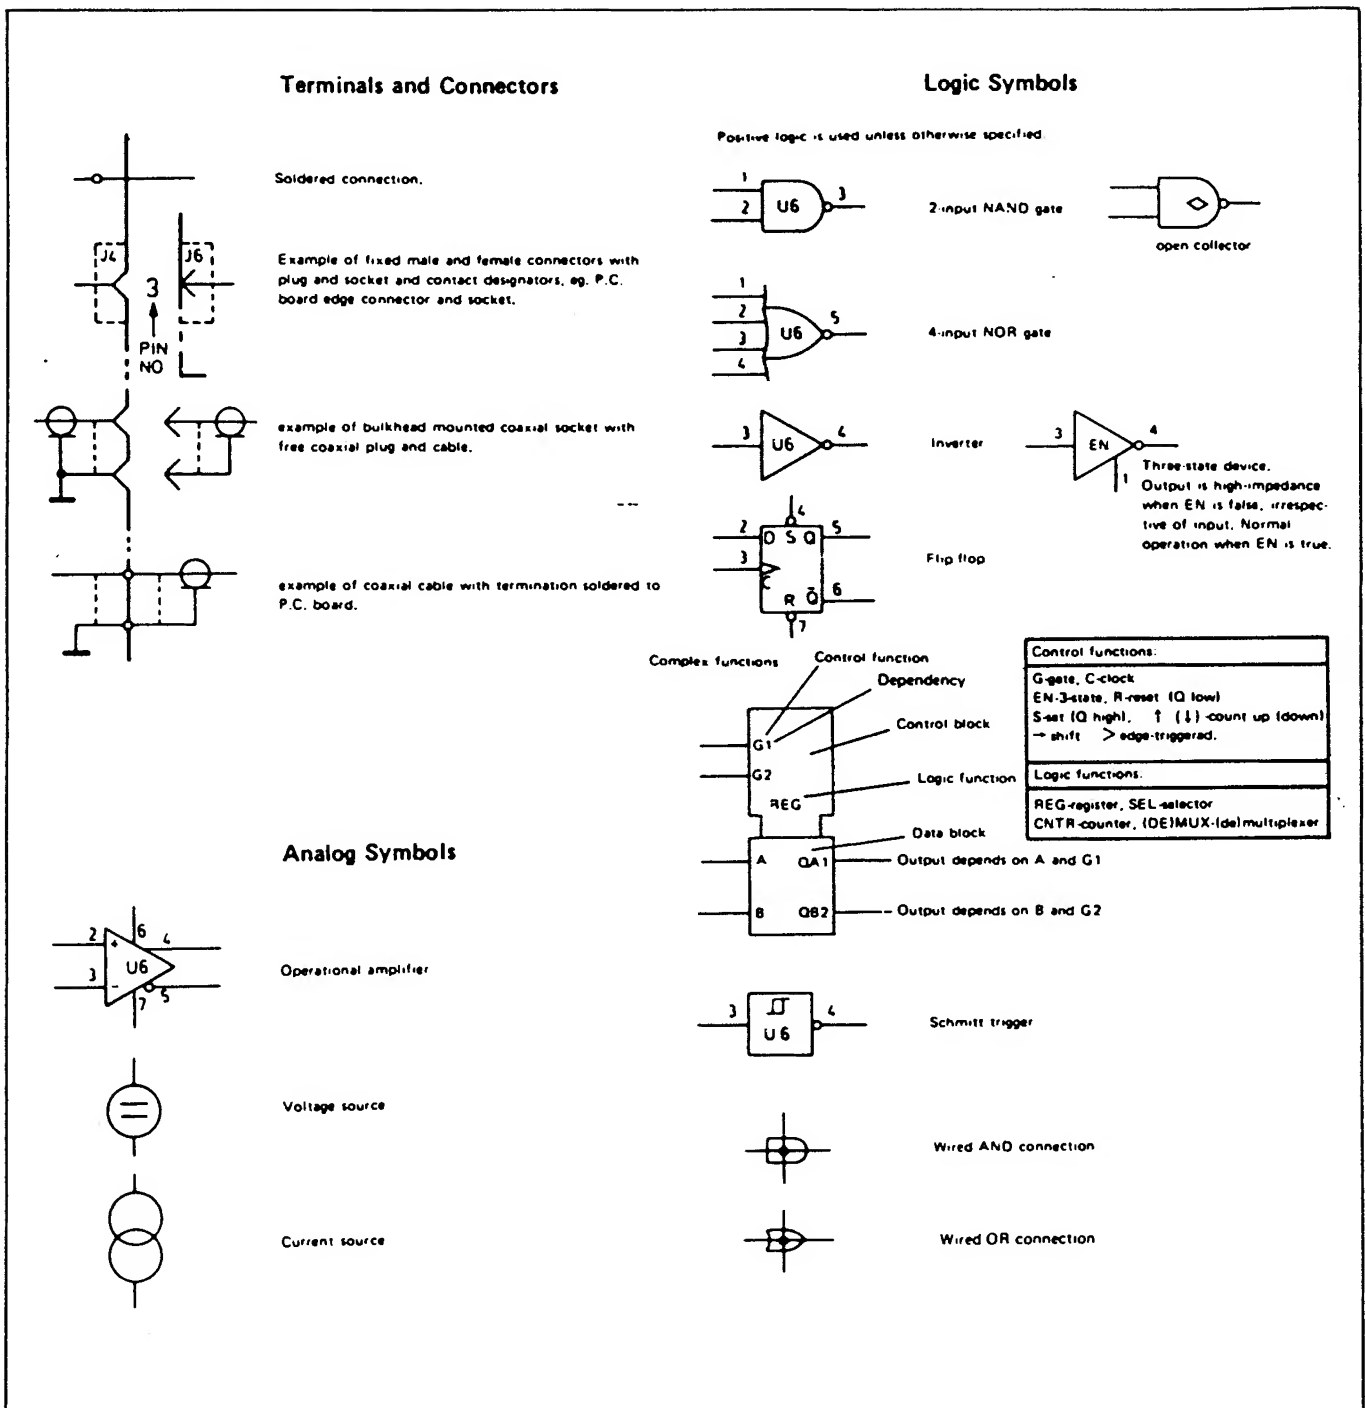 Terminals and Connectors
Soldered connection.
J4
J6
3
PIN
NO
Example of fixed male and female connectors with
plug and socket and contact designators, eg. P.C.
board edge connector and socket.
example of bulkhead mounted coaxial socket with
free coaxial plug and cable.
example of coaxial cable with termination soldered to
P.C. board.
Analog Symbols
2
3
+
-
U6
6
4
7
5
Operational amplifier
Voltage source
Current source
Logic Symbols
Positive logic is used unless otherwise specified.
1
2
U6
3
2-input NAND gate
open collector
1
2
3
4
U6
5
4-input NOR gate
3
U6
4
Inverter
3
EN
4
1
Three-state device.
Output is high-impedance
when EN is false, irrespec-
tive of input. Normal
operation when EN is true.
4
2
D S Q
5
3
C
R Q̄
6
7
Flip flop
Complex functions
Control function
Dependency
Control block
G1
G2
Logic function
REG
Data block
A QA1
Output depends on A and G1
B QB2
Output depends on B and G2
Control functions:
G-gate, C-clock
EN-3-state, R-reset (Q low)
S-set (Q high), ↑ (↓) -count up (down)
→ shift > edge-triggerad.
Logic functions:
REG-register, SEL-selector
CNTR-counter, (DE)MUX-(de)multiplexer
3
U6
4
Schmitt trigger
Wired AND connection
Wired OR connection